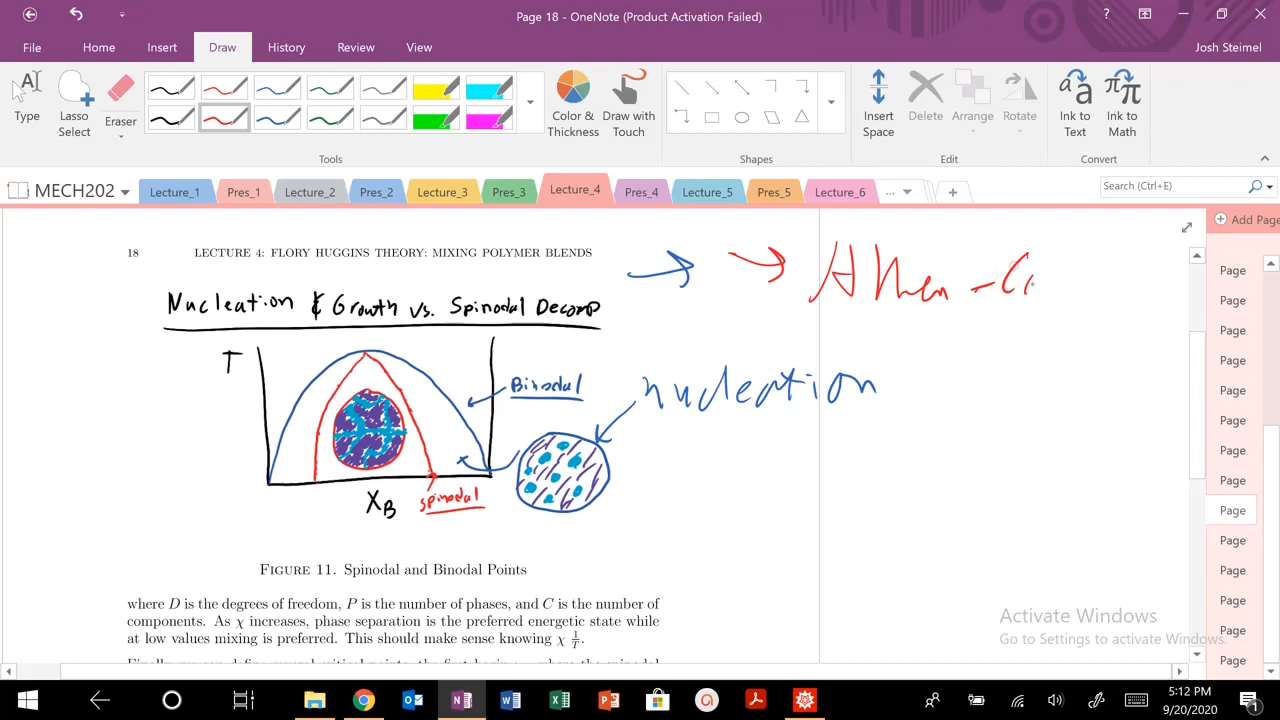 Page 18 - OneNote (Product Activation Failed)
File Home Insert Draw History Review View Josh Steimel
Type Lasso Select Eraser Color & Thickness Draw with Touch Insert Space Delete Arrange Rotate Ink to Text Ink to Math
Tools Shapes Edit Convert
MECH202 Lecture_1 Pres_1 Lecture_2 Pres_2 Lecture_3 Pres_3 Lecture_4 Pres_4 Lecture_5 Pres_5 Lecture_6 ... Search (Ctrl+E)
Add Page
18 LECTURE 4: FLORY HUGGINS THEORY: MIXING POLYMER BLENDS
Nucleation & Growth vs. Spinodal Decomp
T
Binodal
nucleation
X_B
spinodal
FIGURE 11. Spinodal and Binodal Points
where D is the degrees of freedom, P is the number of phases, and C is the number of
components. As χ increases, phase separation is the preferred energetic state while
at low values mixing is preferred. This should make sense knowing χ 1/T.
Page
Page
Page
Page
Page
Page
Page
Page
Page
Page
Page
Page
Page
Page
Activate Windows
Go to Settings to activate Windows.
5:12 PM
9/20/2020